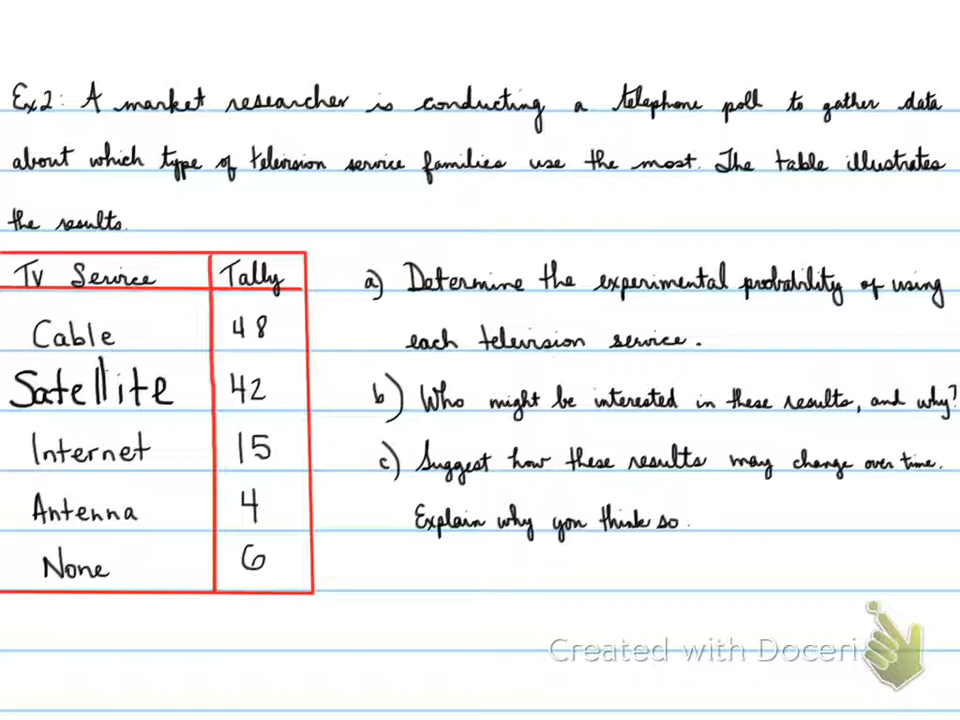 Ex2: A market researcher is conducting a telephone poll to gather data
about which type of television service families use the most. The table illustrates
the results.
TV Service Tally
Cable 48
Satellite 42
Internet 15
Antenna 4
None 6
a) Determine the experimental probability of using
each television service.
b) Who might be interested in these results, and why?
c) Suggest how these results may change over time.
Explain why you think so.
Created with Doceri